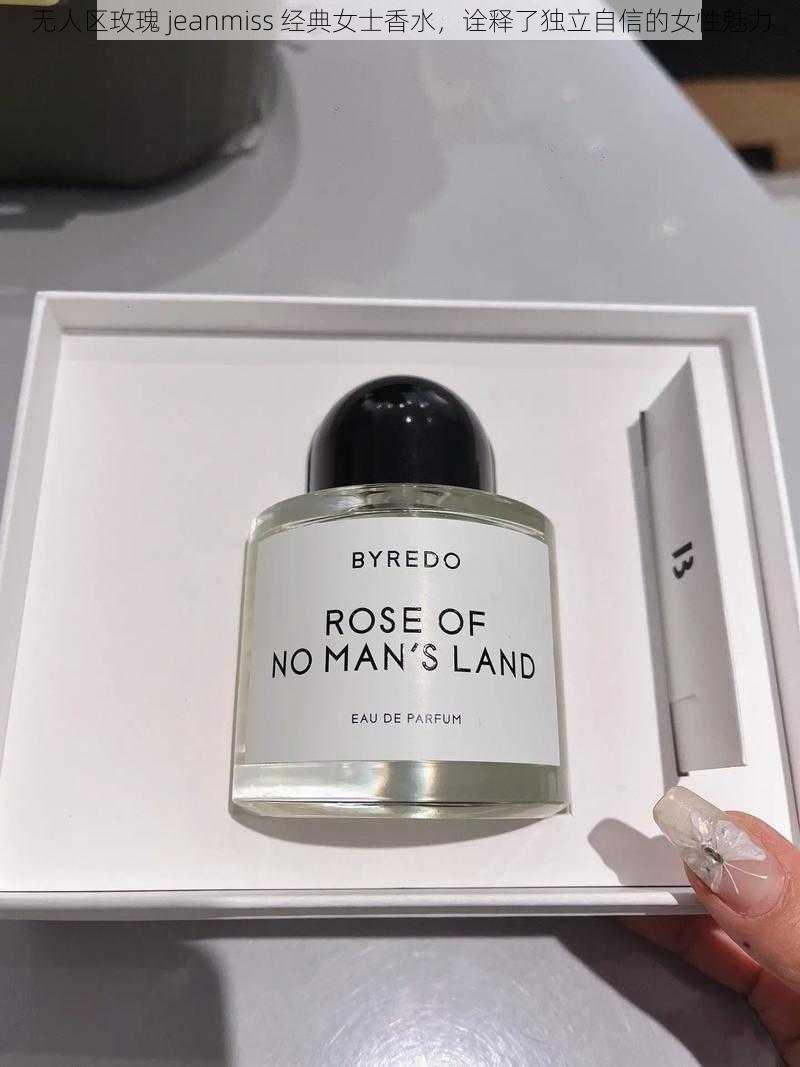 无人区玫瑰 jeanmiss 经典女士香水，诠释了独立自信的女性魅力
BYREDO
ROSE OF
NO MAN'S LAND
EAU DE PARFUM
B